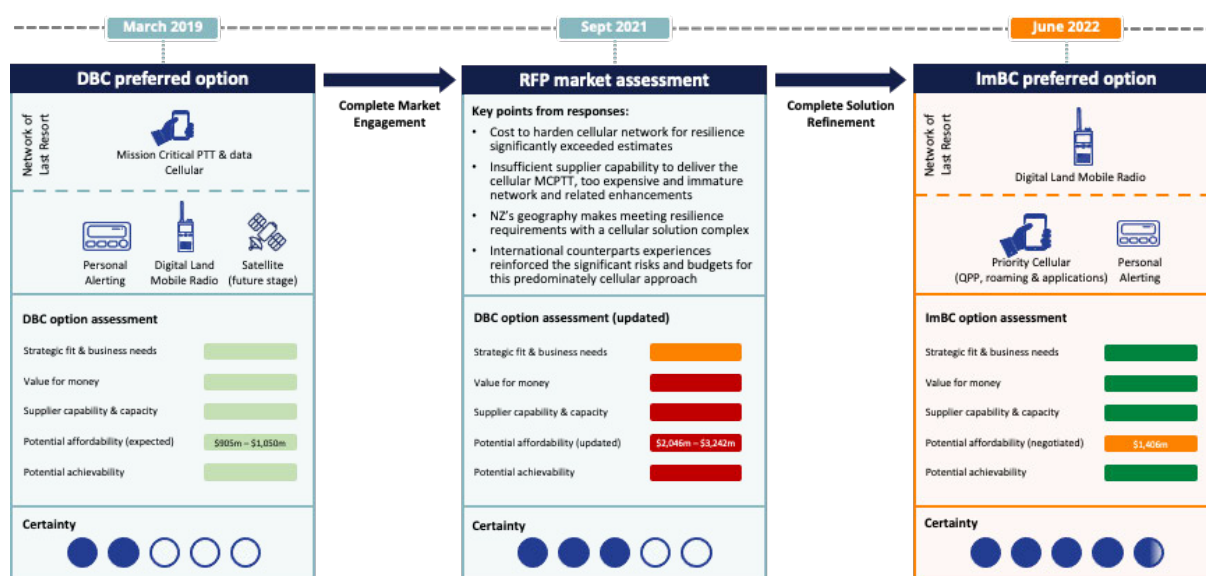 March 2019
Sept 2021
June 2022
DBC preferred option
Network of
Last Resort
Mission Critical PTT & data
Cellular
Personal
Alerting
Digital Land
Mobile Radio
Satellite
(future stage)
DBC option assessment
Strategic fit & business needs
Value for money
Supplier capability & capacity
Potential affordability (expected)
$905m – $1,050m
Potential achievability
Certainty
Complete Market
Engagement
RFP market assessment
Key points from responses:
• Cost to harden cellular network for resilience
significantly exceeded estimates
• Insufficient supplier capability to deliver the
cellular MCPTT, too expensive and immature
network and related enhancements
• NZ's geography makes meeting resilience
requirements with a cellular solution complex
• International counterparts experiences
reinforced the significant risks and budgets for
this predominately cellular approach
DBC option assessment (updated)
Strategic fit & business needs
Value for money
Supplier capability & capacity
Potential affordability (updated)
$2,046m – $3,242m
Potential achievability
Certainty
Complete Solution
Refinement
ImBC preferred option
Network of
Last Resort
Digital Land Mobile Radio
Priority Cellular
(QPP, roaming & applications)
Personal
Alerting
ImBC option assessment
Strategic fit & business needs
Value for money
Supplier capability & capacity
Potential affordability (negotiated)
$1,406m
Potential achievability
Certainty